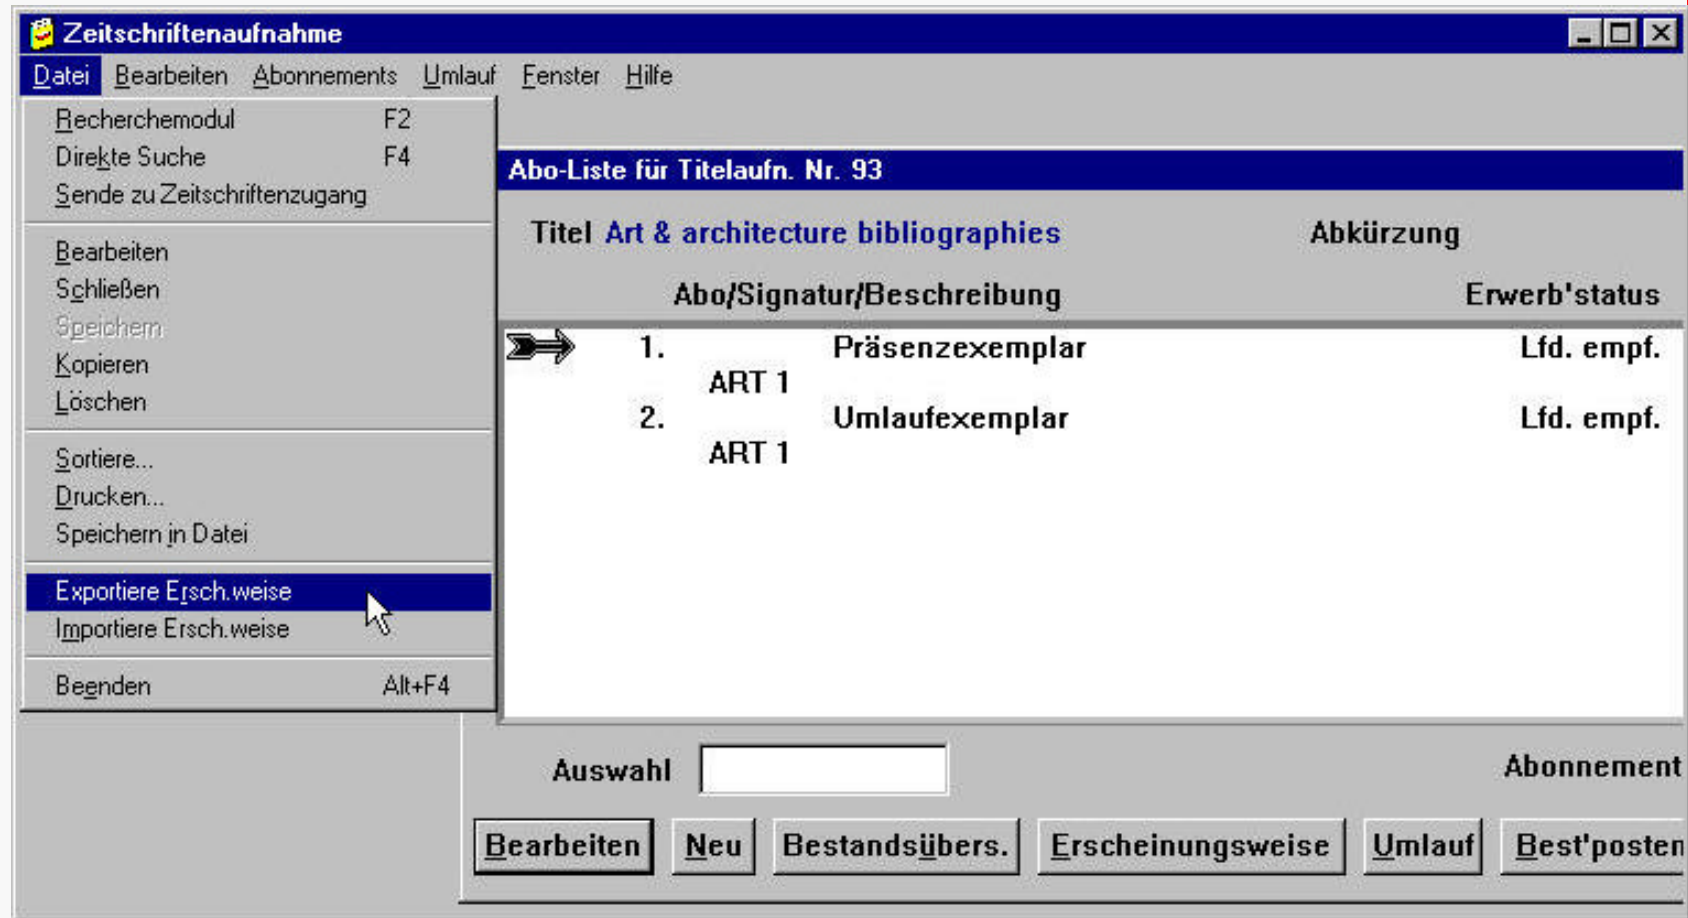 Zeitschriftenaufnahme
Datei Bearbeiten Abonnements Umlauf Fenster Hilfe
Recherchemodul F2
Direkte Suche F4
Sende zu Zeitschriftenzugang
Bearbeiten
Schließen
Speichern
Kopieren
Löschen
Sortiere...
Drucken...
Speichern in Datei
Exportiere Ersch.weise
Importiere Ersch.weise
Beenden Alt+F4
Abo-Liste für Titelaufn. Nr. 93
Titel Art & architecture bibliographies Abkürzung
Abo/Signatur/Beschreibung Erwerb'status
1. Präsenzexemplar Lfd. empf.
ART 1
2. Umlaufexemplar Lfd. empf.
ART 1
Auswahl Abonnement
Bearbeiten Neu Bestandsübers. Erscheinungsweise Umlauf Best'posten